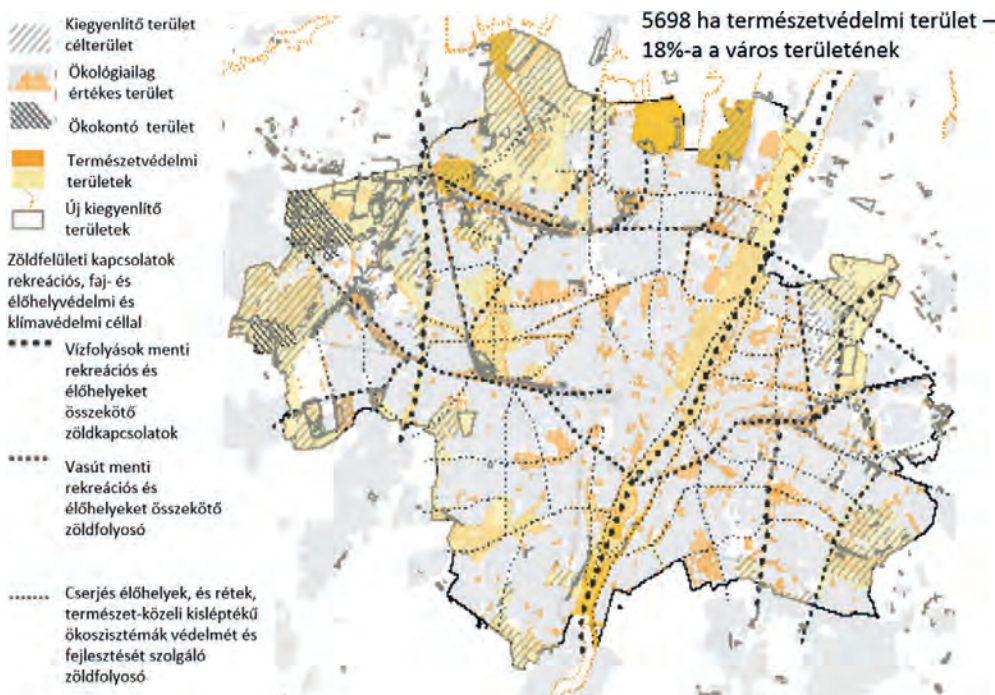 5698 ha természetvédelmi terület –
18%-a a város területének
Kiegyenlítő terület
célterület
Ökológiailag
értékes terület
Ökokontó terület
Természetvédelmi
területek
Új kiegyenlítő
területek
Zöldfelületi kapcsolatok
rekreációs, faj- és
élőhelyvédelmi és
klímavédelmi céllal
Vízfolyások menti
rekreációs és
élőhelyeket
összekötő
zöldkapcsolatok
Vasút menti
rekreációs és
élőhelyeket összekötő
zöldfolyosó
Cserjés élőhelyek, és rétek,
természet-közeli kisléptékű
ökoszisztémák védelmét és
fejlesztését szolgáló
zöldfolyosó